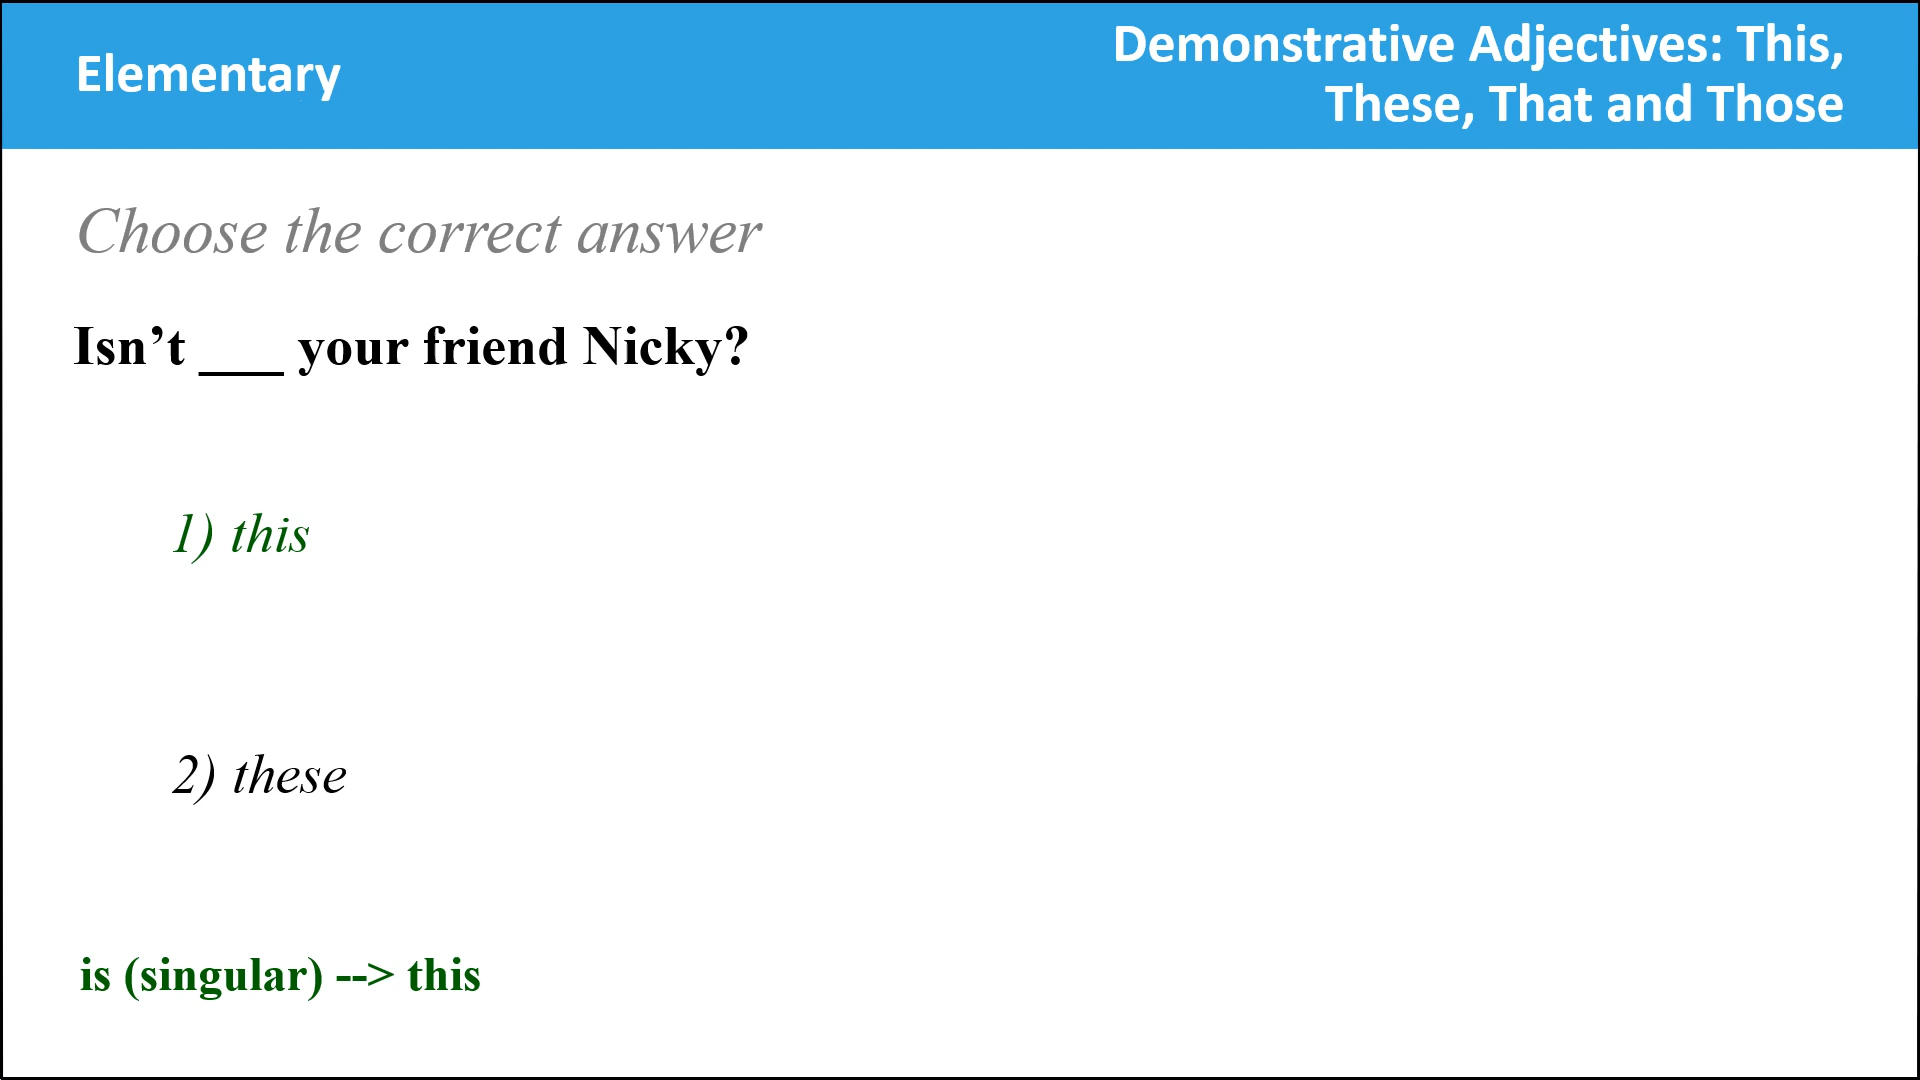 Elementary
Demonstrative Adjectives: This,
These, That and Those
Choose the correct answer
Isn’t ___ your friend Nicky?
1) this
2) these
is (singular) --> this